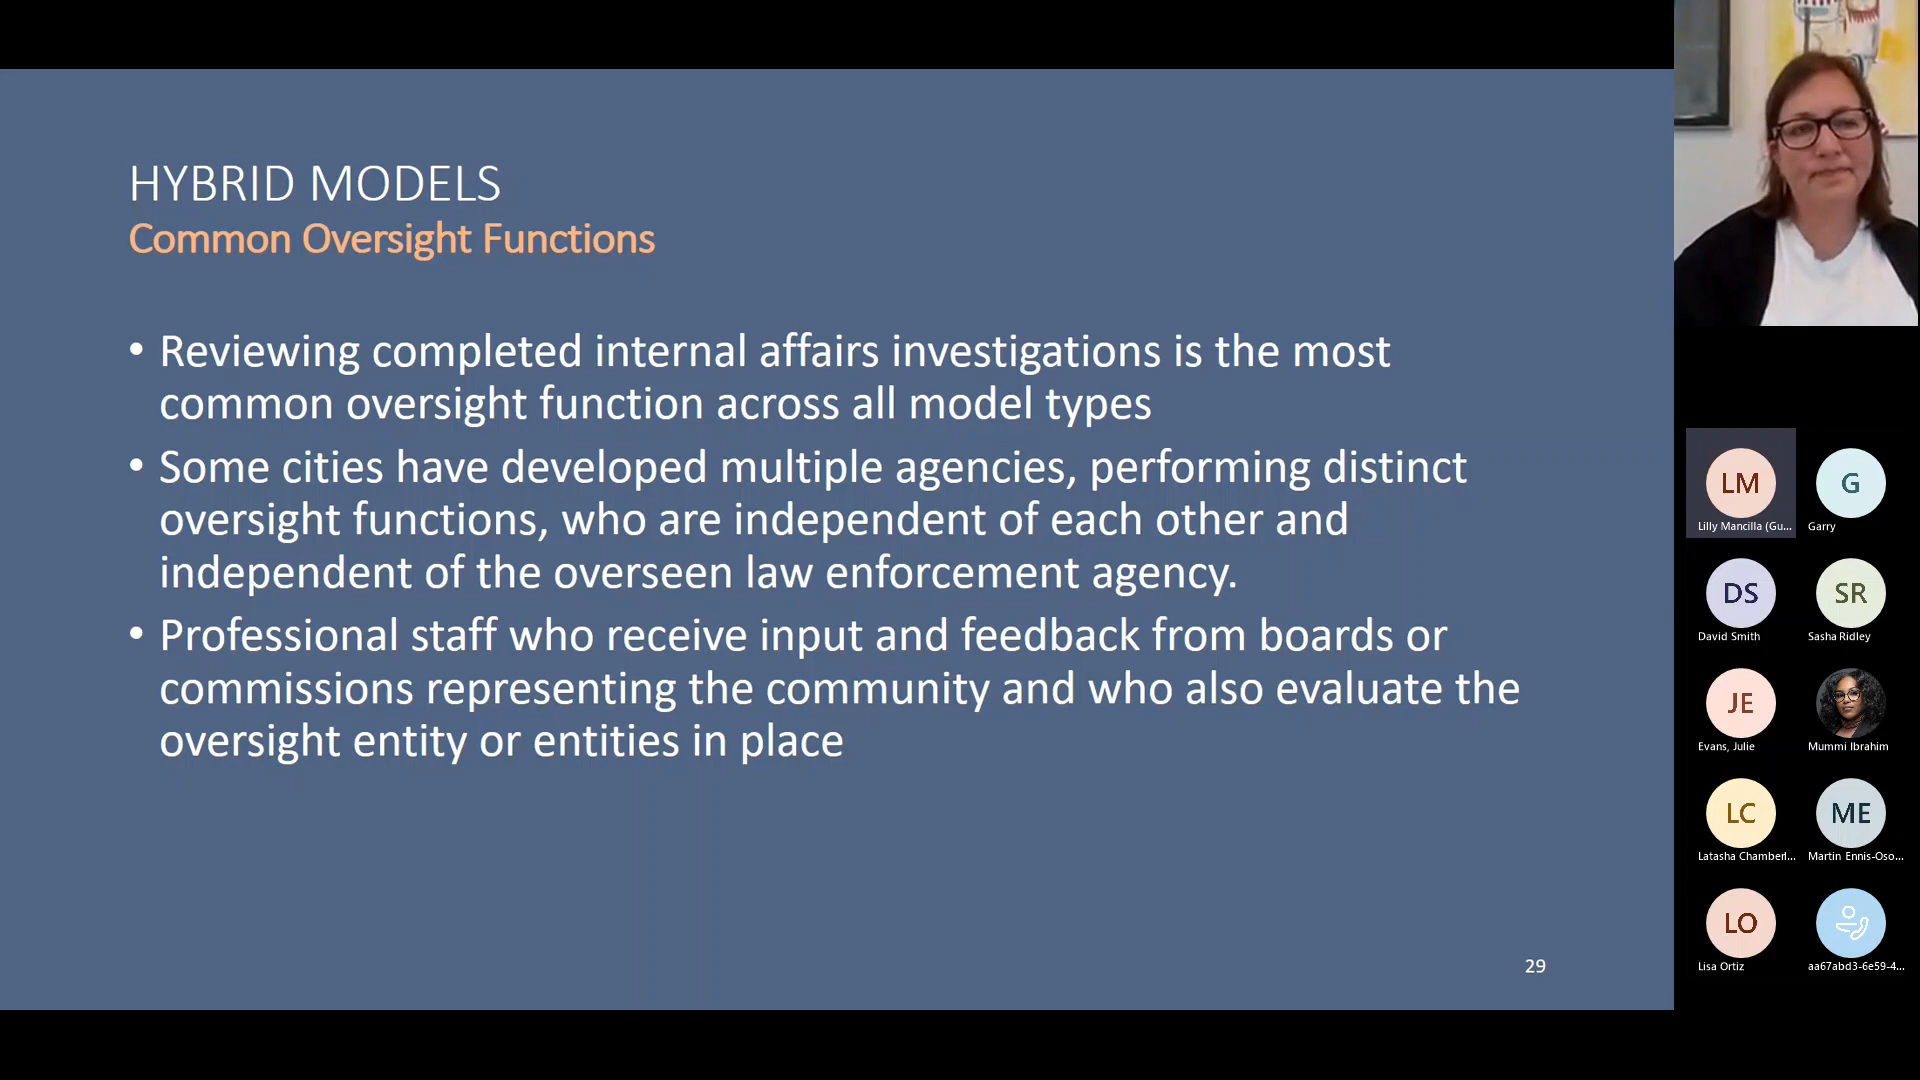 HYBRID MODELS
Common Oversight Functions
• Reviewing completed internal affairs investigations is the most
common oversight function across all model types
• Some cities have developed multiple agencies, performing distinct
oversight functions, who are independent of each other and
independent of the overseen law enforcement agency.
• Professional staff who receive input and feedback from boards or
commissions representing the community and who also evaluate the
oversight entity or entities in place
29
LM
Lilly Mancilla (Gu...
G
Garry
DS
David Smith
SR
Sasha Ridley
JE
Evans, Julie
Mummi Ibrahim
LC
Latasha Chamberl...
ME
Martin Ennis-Oso...
LO
Lisa Ortiz
aa67abd3-6e59-4...